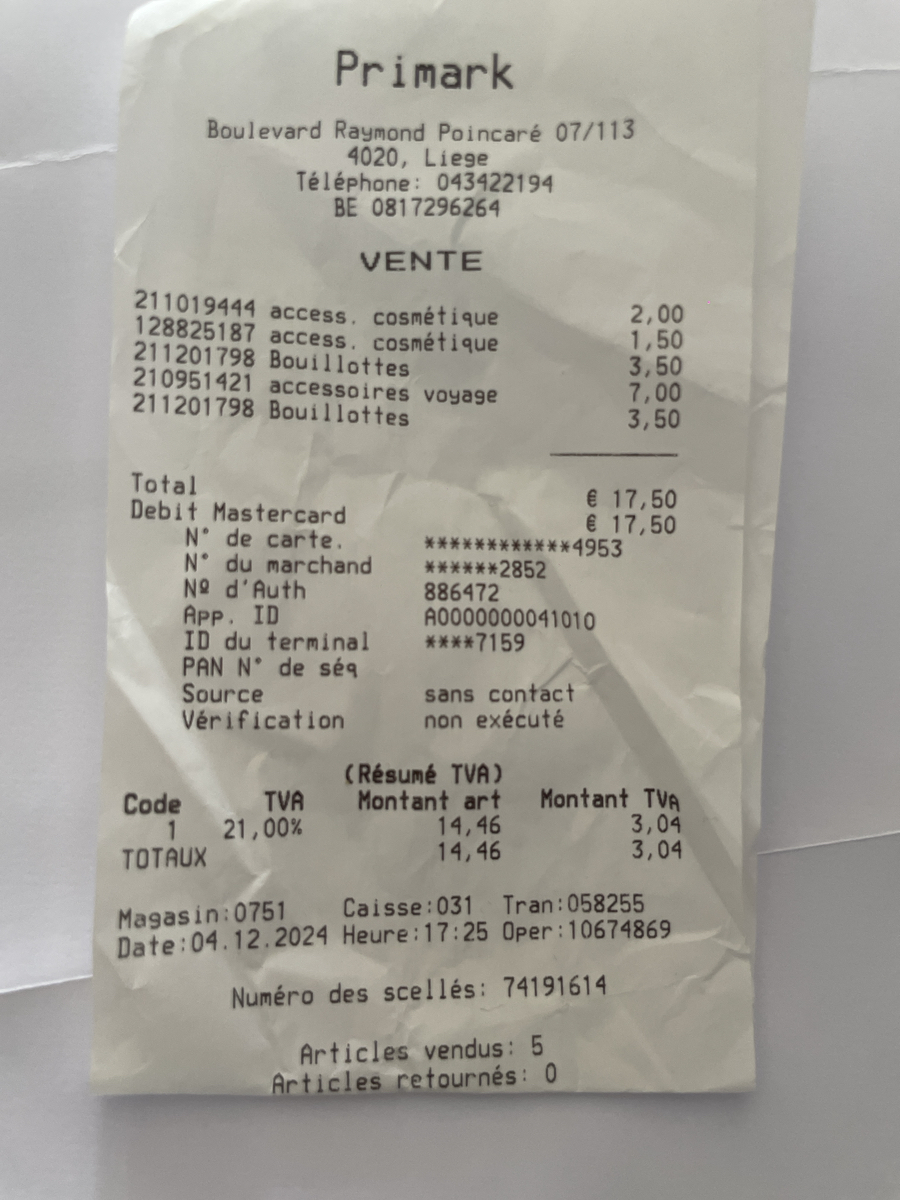 Primark
Boulevard Raymond Poincaré 07/113
4020, Liege
Téléphone: 043422194
BE 0817296264
VENTE
211019444 access. cosmétique 2,00
128825187 access. cosmétique 1,50
211201798 Bouillottes 3,50
210951421 accessoires voyage 7,00
211201798 Bouillottes 3,50
Total € 17,50
Debit Mastercard € 17,50
N° de carte. ************4953
N° du marchand ******2852
Nº d'Auth 886472
App. ID A0000000041010
ID du terminal ****7159
PAN N° de séq
Source sans contact
Vérification non exécuté
(Résumé TVA)
Code TVA Montant art Montant TVA
1 21,00% 14,46 3,04
TOTAUX 14,46 3,04
Magasin:0751 Caisse:031 Tran:058255
Date:04.12.2024 Heure:17:25 Oper:10674869
Numéro des scellés: 74191614
Articles vendus: 5
Articles retournés: 0